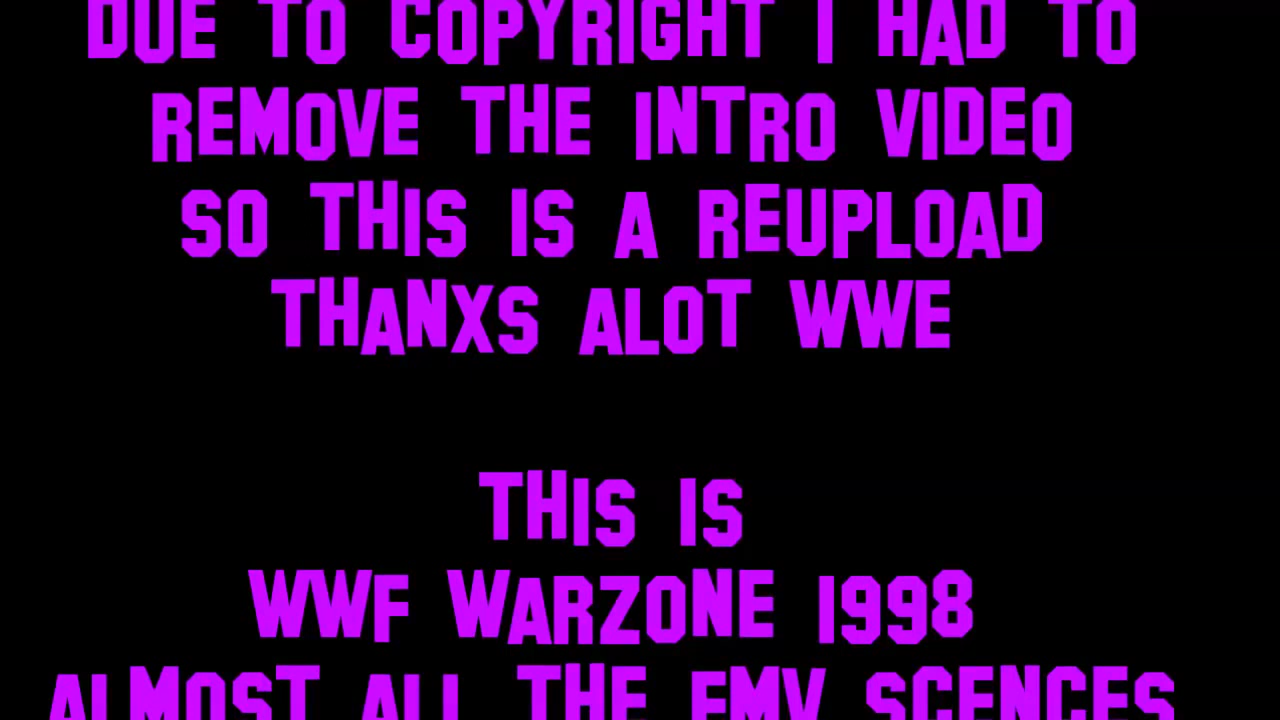 DUE TO COPYRIGHT I HAD TO
REMOVE THE INTRO VIDEO
SO THIS IS A REUPLOAD
THANXS ALOT WWE
THIS IS
WWF WARZONE 1998
ALMOST ALL THE FMV SCENCES